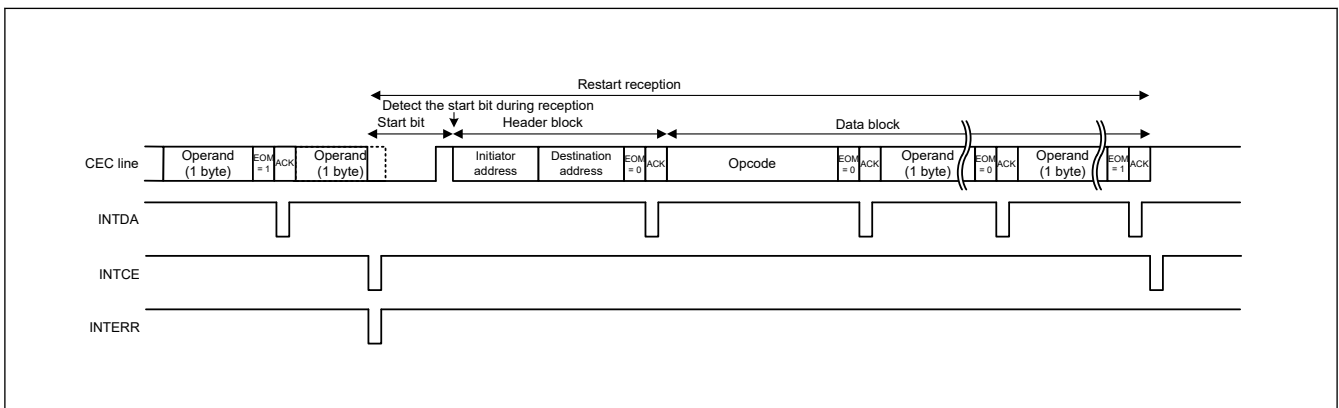 Restart reception
Detect the start bit during reception
Start bit Header block Data block
CEC line Operand (1 byte) EOM = 1 ACK Operand (1 byte) Initiator address Destination address EOM = 0 ACK Opcode EOM = 0 ACK Operand (1 byte) EOM = 0 ACK Operand (1 byte) EOM = 1 ACK
INTDA
INTCE
INTERR